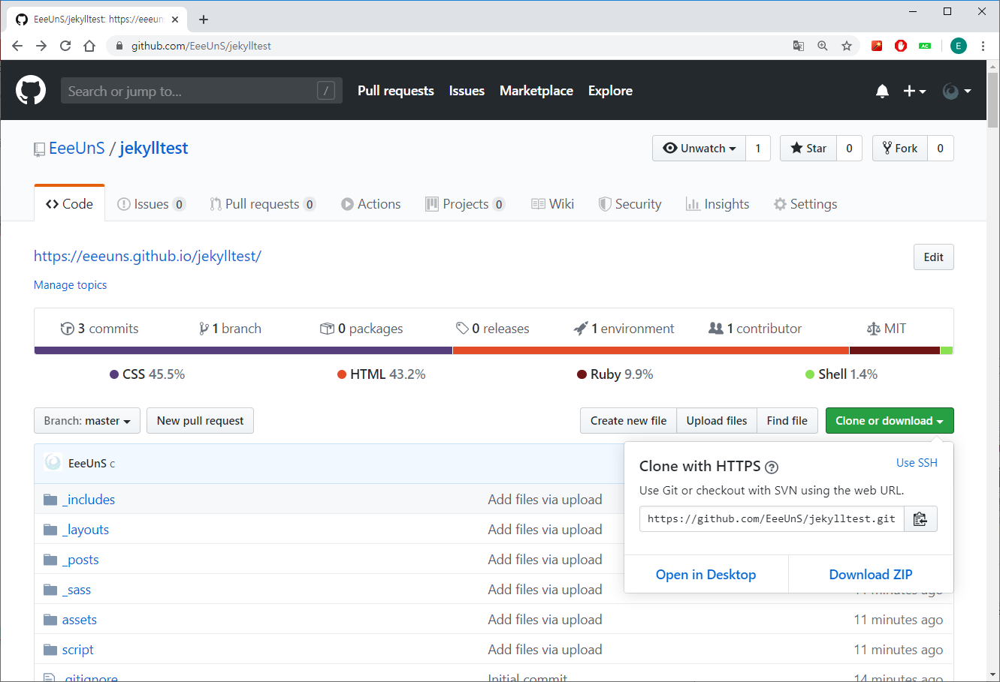 EeeUnS/jekylltest: https://eeeuns
github.com/EeeUnS/jekylltest
AC
E
Search or jump to... /
Pull requests Issues Marketplace Explore
EeeUnS / jekylltest
Unwatch 1 Star 0 Fork 0
Code Issues 0 Pull requests 0 Actions Projects 0 Wiki Security Insights Settings
https://eeeuns.github.io/jekylltest/
Edit
Manage topics
3 commits 1 branch 0 packages 0 releases 1 environment 1 contributor MIT
CSS 45.5% HTML 43.2% Ruby 9.9% Shell 1.4%
Branch: master New pull request Create new file Upload files Find file Clone or download
EeeUnS c
Clone with HTTPS ? Use SSH
Use Git or checkout with SVN using the web URL.
https://github.com/EeeUnS/jekylltest.git
Open in Desktop Download ZIP
_includes Add files via upload
_layouts Add files via upload
_posts Add files via upload
_sass Add files via upload 11 minutes ago
assets Add files via upload 11 minutes ago
script Add files via upload 11 minutes ago
.gitignore Initial commit 14 minutes ago